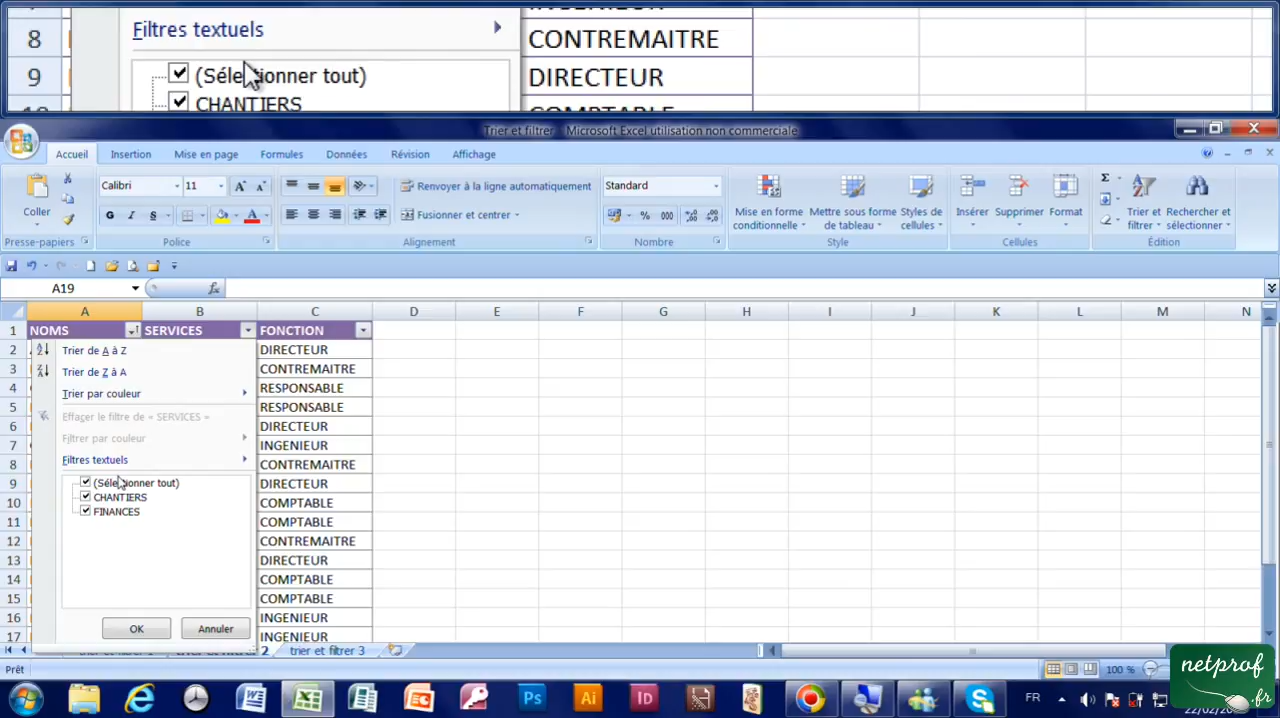 Filtres textuels
8 CONTREMAITRE
(Sélectionner tout)
9 DIRECTEUR
CHANTIERS
COMPTABLE
Trier et filtrer - Microsoft Excel utilisation non commerciale
Accueil Insertion Mise en page Formules Données Révision Affichage
Coller
Presse-papiers
Calibri 11
G I S
Police
Renvoyer à la ligne automatiquement
Fusionner et centrer
Alignement
Standard
% 000
Nombre
Mise en forme conditionnelle
Mettre sous forme de tableau
Styles de cellules
Style
Insérer Supprimer Format
Cellules
Trier et filtrer
Rechercher et sélectionner
Édition
A19 fx
A B C D E F G H I J K L M N
1 NOMS SERVICES FONCTION
2 DIRECTEUR
3 CONTREMAITRE
4 RESPONSABLE
5 RESPONSABLE
6 DIRECTEUR
7 INGENIEUR
8 CONTREMAITRE
9 DIRECTEUR
10 COMPTABLE
11 COMPTABLE
12 CONTREMAITRE
13 DIRECTEUR
14 COMPTABLE
15 COMPTABLE
16 INGENIEUR
17 INGENIEUR
Trier de A à Z
Trier de Z à A
Trier par couleur
Effacer le filtre de « SERVICES »
Filtrer par couleur
Filtres textuels
(Sélectionner tout)
CHANTIERS
FINANCES
OK Annuler
trier et filtrer 3
Prêt
100 %
netprof
.fr
Ps Ai ID
FR